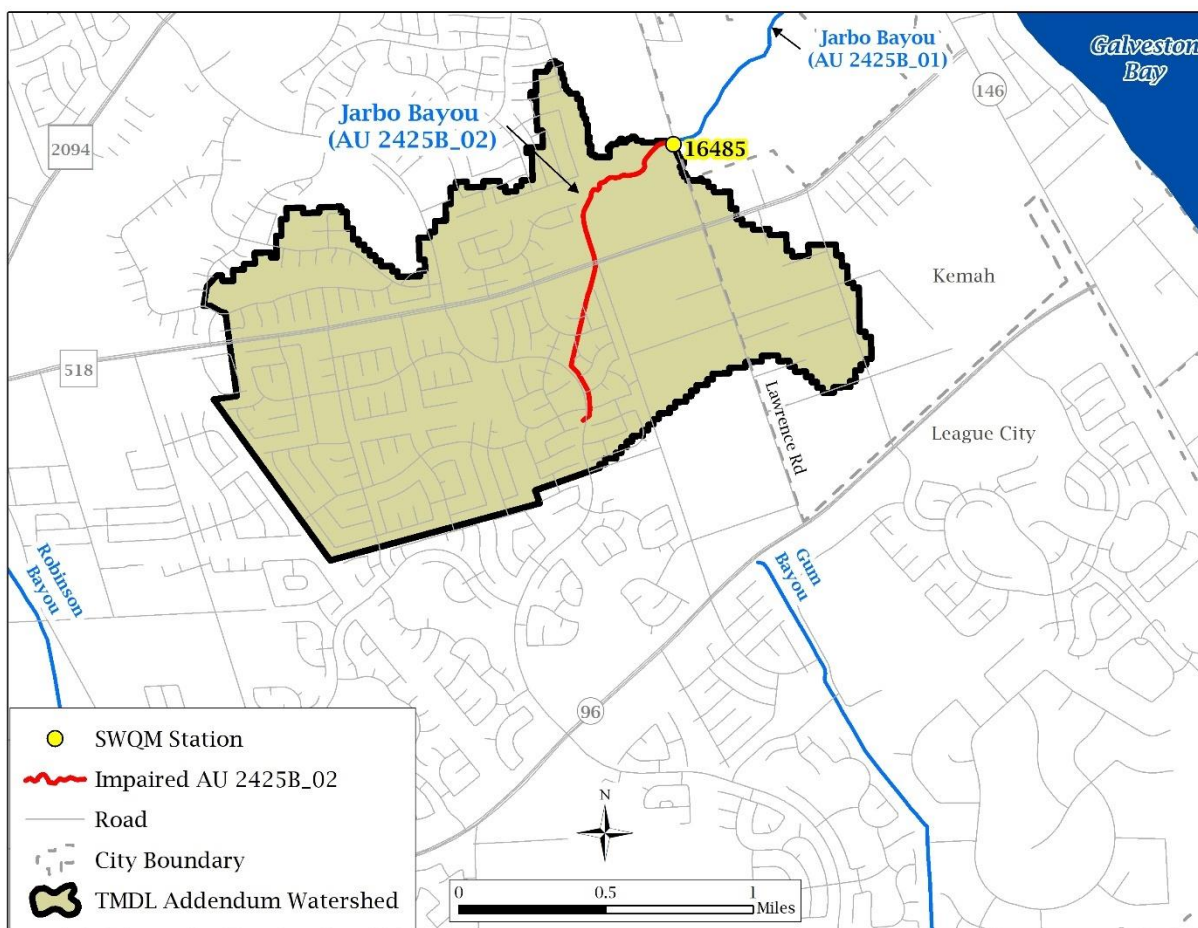 Jarbo Bayou
(AU 2425B_01)
Galveston
Bay
146
Jarbo Bayou
(AU 2425B_02)
2094
16485
Kemah
518
Lawrence Rd
League City
Robinson
Bayou
Gum
Bayou
96
SWQM Station
Impaired AU 2425B_02
Road
City Boundary
TMDL Addendum Watershed
N
0 0.5 1
Miles